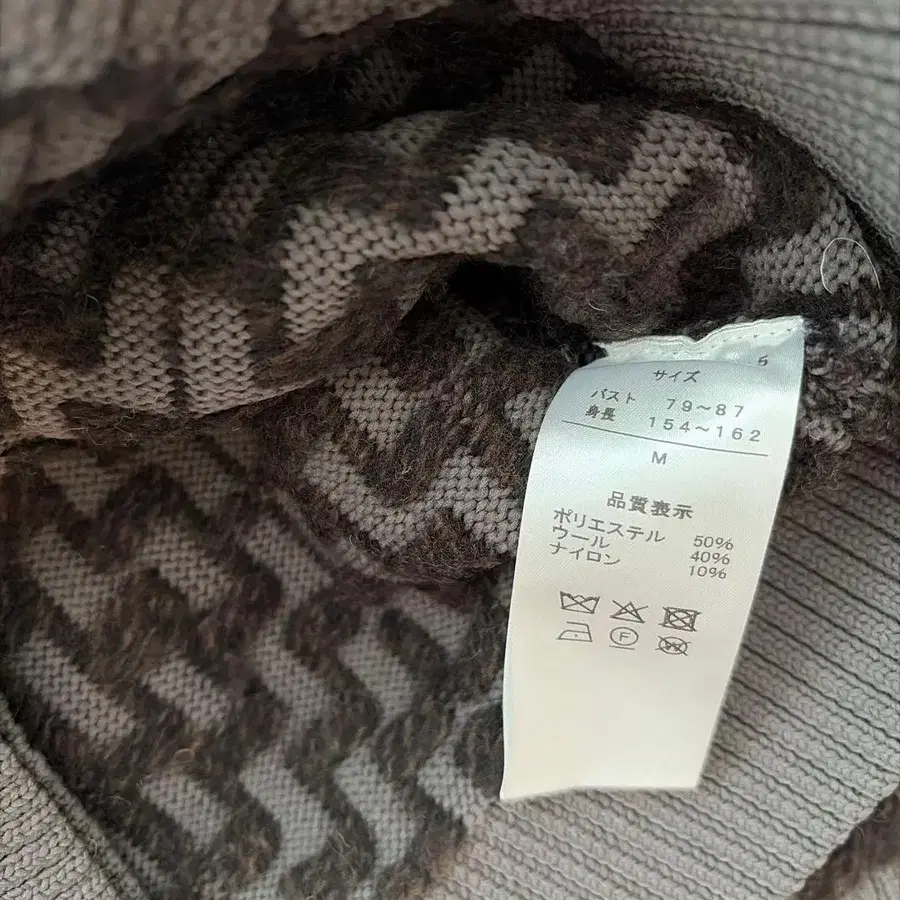 5
サイズ
バスト 79～87
身長 154～162
M
品質表示
ポリエステル 50%
ウール 40%
ナイロン 10%
F
W